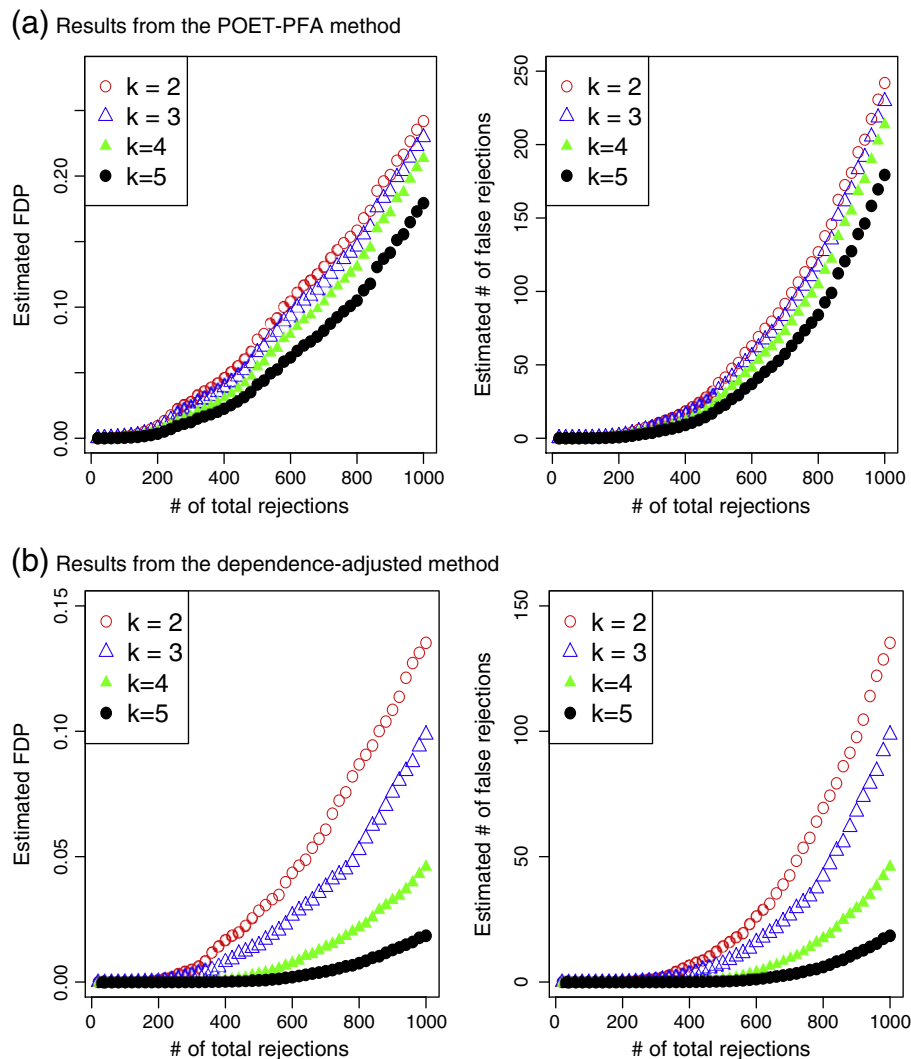 (a) Results from the POET-PFA method
k = 2
k = 3
k=4
k=5
Estimated FDP
0.00
0.10
0.20
0
200
400
600
800
1000
# of total rejections
k = 2
k = 3
k=4
k=5
Estimated # of false rejections
0
50
100
150
200
250
0
200
400
600
800
1000
# of total rejections
(b) Results from the dependence-adjusted method
k = 2
k = 3
k=4
k=5
Estimated FDP
0.00
0.05
0.10
0.15
0
200
400
600
800
1000
# of total rejections
k = 2
k = 3
k=4
k=5
Estimated # of false rejections
0
50
100
150
0
200
400
600
800
1000
# of total rejections